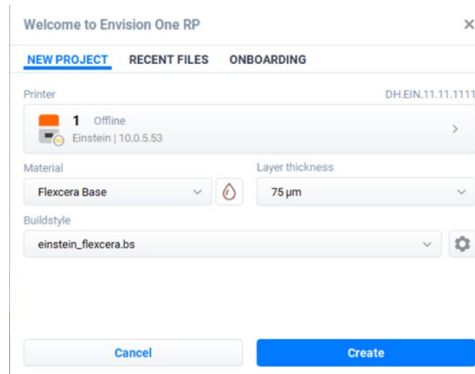 Welcome to Envision One RP
NEW PROJECT RECENT FILES ONBOARDING
Printer DH.EIN.11.11.1111
1 Offline
Einstein | 10.0.5.53
Material Layer thickness
Flexcera Base 75 µm
Buildstyle
einstein_flexcera.bs
Cancel Create